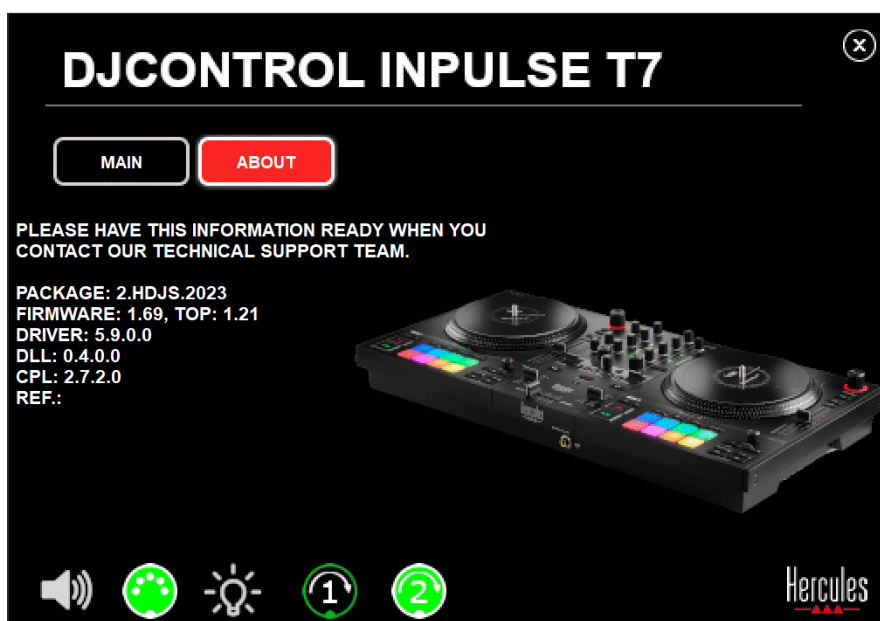 DJCONTROL INPULSE T7
MAIN
ABOUT
PLEASE HAVE THIS INFORMATION READY WHEN YOU
CONTACT OUR TECHNICAL SUPPORT TEAM.
PACKAGE: 2.HDJS.2023
FIRMWARE: 1.69, TOP: 1.21
DRIVER: 5.9.0.0
DLL: 0.4.0.0
CPL: 2.7.2.0
REF.:
1
2
Hercules